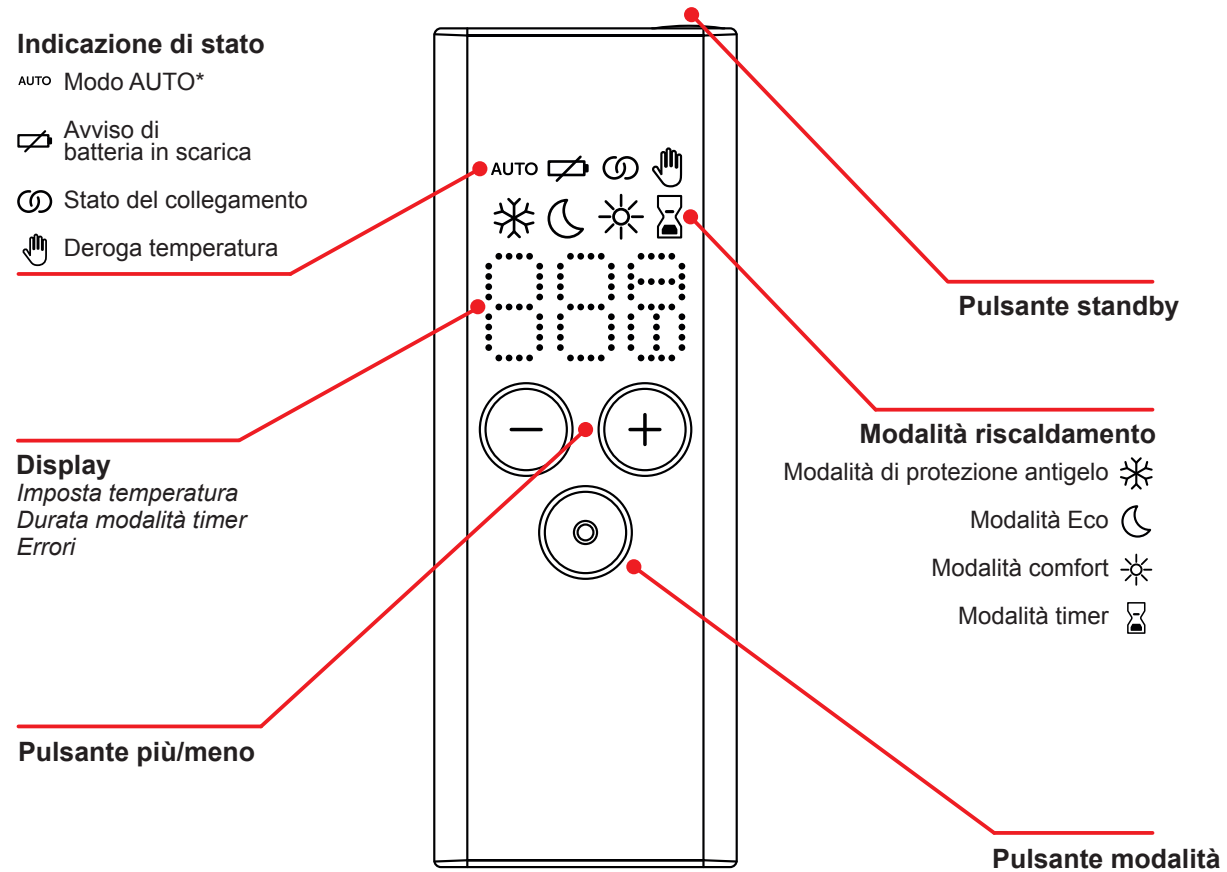 Indicazione di stato
AUTO Modo AUTO*
Avviso di
batteria in scarica
Stato del collegamento
Deroga temperatura
AUTO
Pulsante standby
Display
Imposta temperatura
Durata modalità timer
Errori
Modalità riscaldamento
Modalità di protezione antigelo
Modalità Eco
Modalità comfort
Modalità timer
Pulsante più/meno
Pulsante modalità